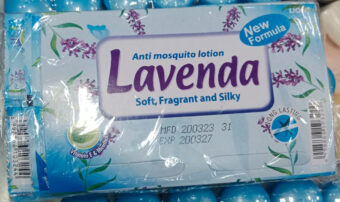 New
Formula
Anti mosquito lotion
Lavenda
Soft, Fragrant and Silky
MFD 200323 31
EXP 200327